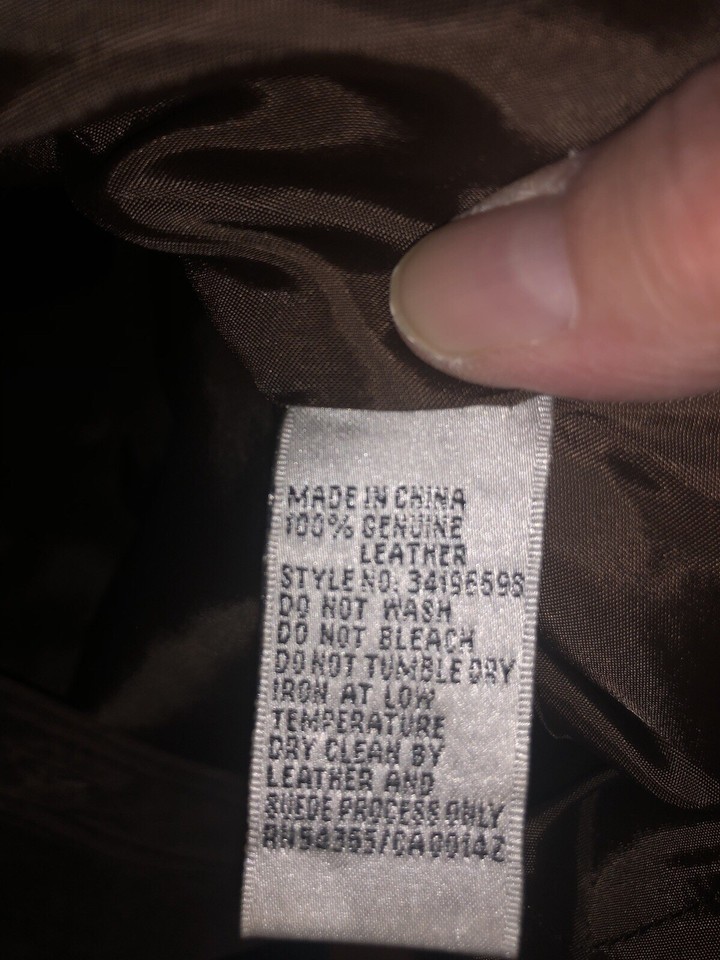 MADE IN CHINA
100% GENUINE
LEATHER
STYLE NO: 34196598
DO NOT WASH
DO NOT BLEACH
DO NOT TUMBLE DRY
IRON AT LOW
TEMPERATURE
DRY CLEAN BY
LEATHER AND
SUEDE PROCESS ONLY
RN54365/CA00142